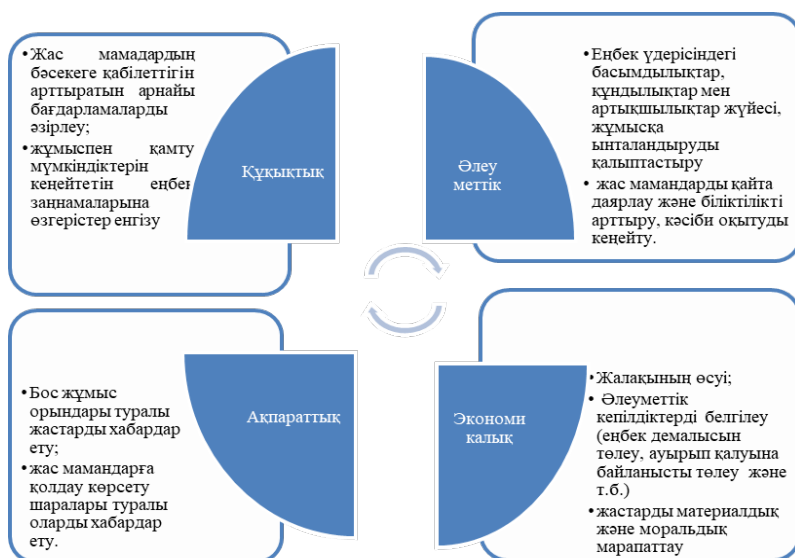 •Жас мамадардың
бәсекеге қабілеттігін
арттыратын арнайы
бағдарламаларды
әзірлеу;
•жұмыспен қамту
мүмкіндіктерін
кеңейтетін еңбек
заңнамаларына
өзгерістер енгізу
Құқықтық
•Еңбек үдерісіндегі
басымдылықтар,
құндылықтар мен
артықшылықтар жүйесі,
жұмысқа
ынталандыруды
қалыптастыру
• жас мамандарды қайта
даярлау және біліктілікті
арттыру, кәсіби оқытуды
кеңейту.
Әлеу
меттік
•Бос жұмыс
орындары туралы
жастарды хабардар
ету;
•жас мамандарға
қолдау көрсету
шаралары туралы
оларды хабардар
ету.
Ақпараттық
•Жалақының өсуі;
• Әлеуметтік
кепілдіктерді белгілеу
(еңбек демалысын
төлеу, ауырып қалуына
байланысты төлеу және
т.б.)
•жастарды материалдық
және моральдық
марапаттау
Экономи
калық